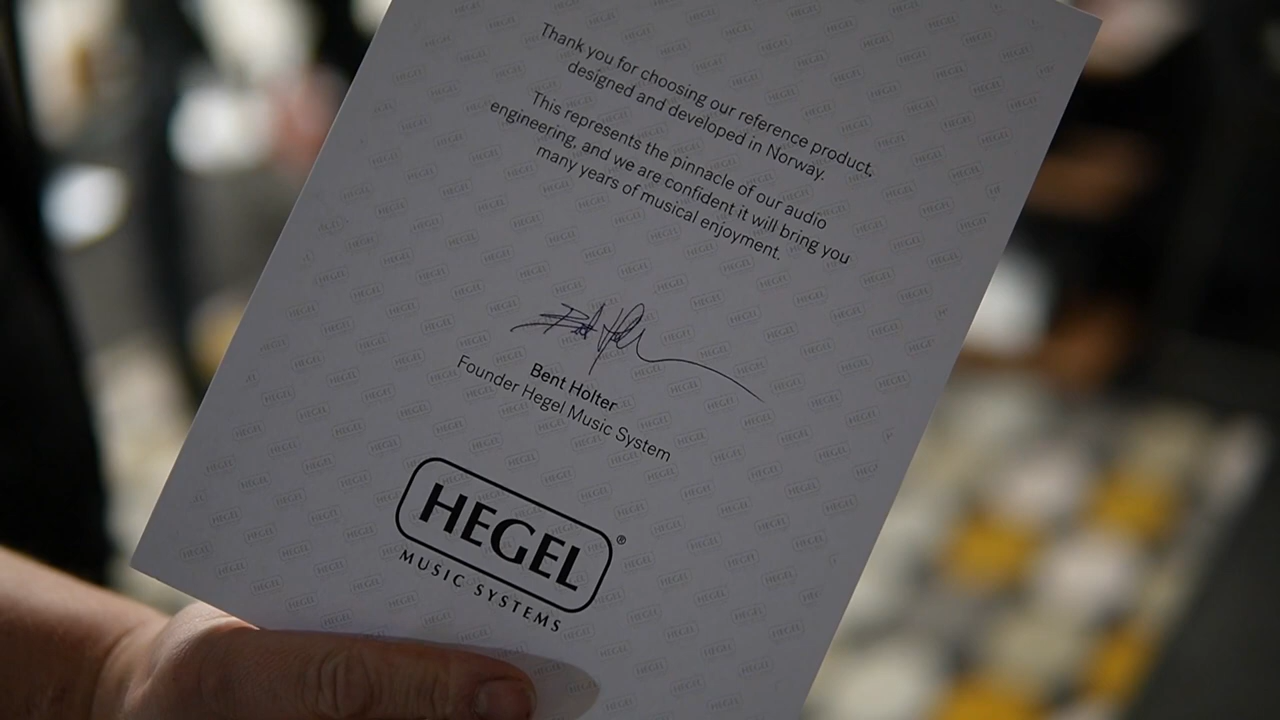 Thank you for choosing our reference product,
designed and developed in Norway.
This represents the pinnacle of our audio
engineering, and we are confident it will bring you
many years of musical enjoyment.
Bent Holter
Founder Hegel Music System
HEGEL®
MUSIC SYSTEMS